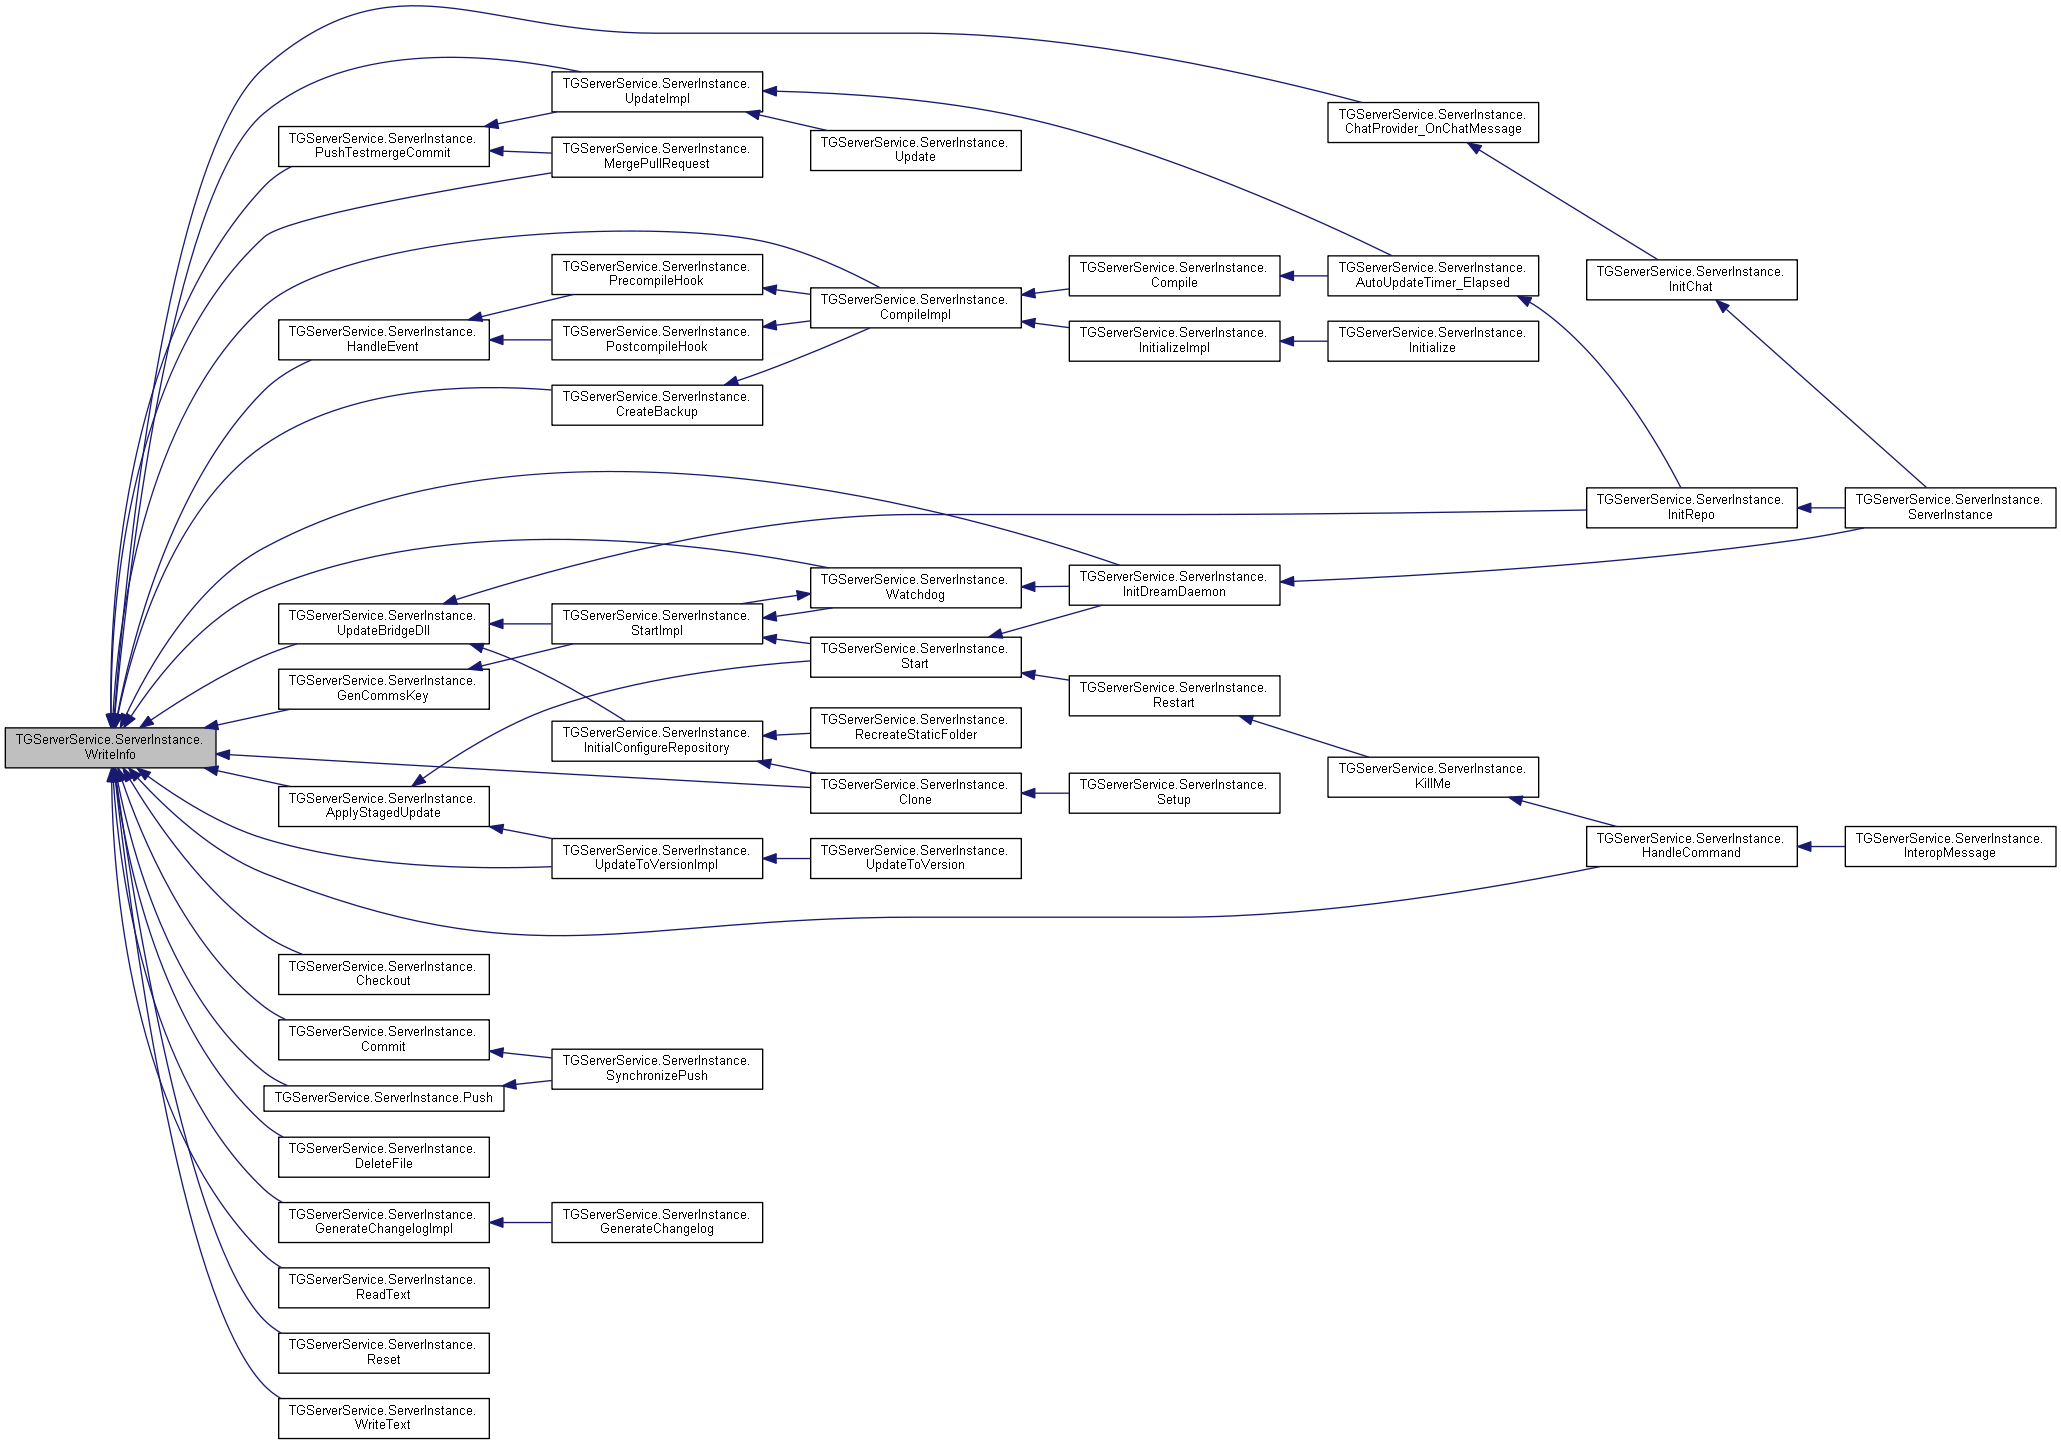 TGServerService.ServerInstance.
WriteInfo
TGServerService.ServerInstance.
PushTestmergeCommit
TGServerService.ServerInstance.
HandleEvent
TGServerService.ServerInstance.
UpdateBridgeDll
TGServerService.ServerInstance.
GenCommsKey
TGServerService.ServerInstance.
ApplyStagedUpdate
TGServerService.ServerInstance.
Checkout
TGServerService.ServerInstance.
Commit
TGServerService.ServerInstance.Push
TGServerService.ServerInstance.
DeleteFile
TGServerService.ServerInstance.
GenerateChangelogImpl
TGServerService.ServerInstance.
ReadText
TGServerService.ServerInstance.
Reset
TGServerService.ServerInstance.
WriteText
TGServerService.ServerInstance.
UpdateImpl
TGServerService.ServerInstance.
MergePullRequest
TGServerService.ServerInstance.
PrecompileHook
TGServerService.ServerInstance.
PostcompileHook
TGServerService.ServerInstance.
CreateBackup
TGServerService.ServerInstance.
StartImpl
TGServerService.ServerInstance.
InitialConfigureRepository
TGServerService.ServerInstance.
UpdateToVersionImpl
TGServerService.ServerInstance.
SynchronizePush
TGServerService.ServerInstance.
GenerateChangelog
TGServerService.ServerInstance.
Update
TGServerService.ServerInstance.
CompileImpl
TGServerService.ServerInstance.
Watchdog
TGServerService.ServerInstance.
Start
TGServerService.ServerInstance.
RecreateStaticFolder
TGServerService.ServerInstance.
Clone
TGServerService.ServerInstance.
UpdateToVersion
TGServerService.ServerInstance.
Compile
TGServerService.ServerInstance.
InitializeImpl
TGServerService.ServerInstance.
InitDreamDaemon
TGServerService.ServerInstance.
Restart
TGServerService.ServerInstance.
Setup
TGServerService.ServerInstance.
ChatProvider_OnChatMessage
TGServerService.ServerInstance.
AutoUpdateTimer_Elapsed
TGServerService.ServerInstance.
Initialize
TGServerService.ServerInstance.
KillMe
TGServerService.ServerInstance.
InitChat
TGServerService.ServerInstance.
InitRepo
TGServerService.ServerInstance.
HandleCommand
TGServerService.ServerInstance.
ServerInstance
TGServerService.ServerInstance.
InteropMessage